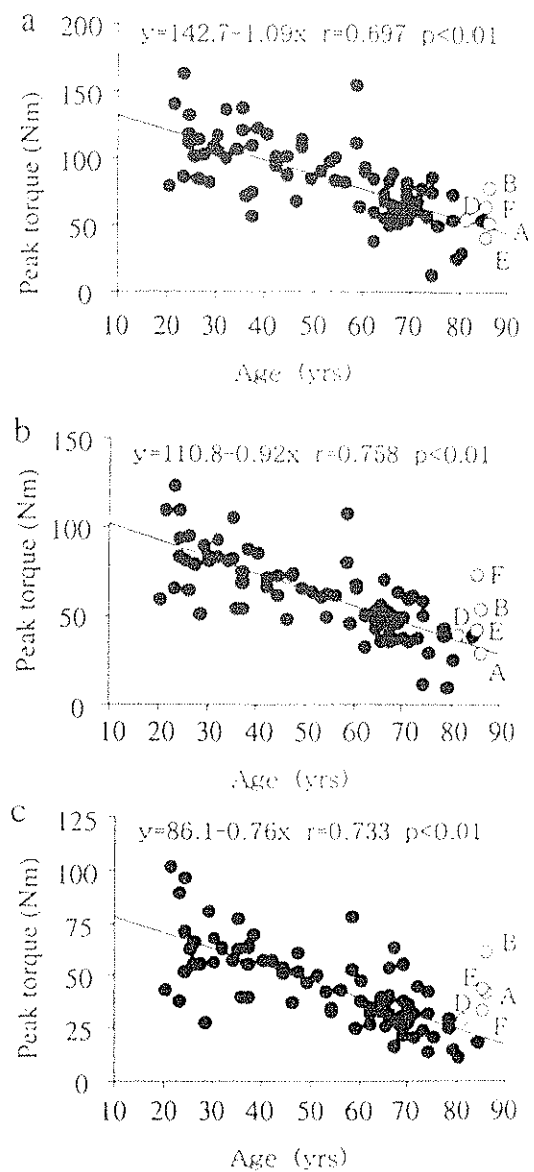 a
y=142.7-1.09x r=0.697 p<0.01
Peak torque (Nm)
200
150
100
50
0
B
D F
A
E
10 20 30 40 50 60 70 80 90
Age (yrs)
b
y=110.8-0.92x r=0.758 p<0.01
Peak torque (Nm)
150
100
50
0
F
B
D E
A
10 20 30 40 50 60 70 80 90
Age (yrs)
c
y=86.1-0.76x r=0.733 p<0.01
Peak torque (Nm)
125
100
75
50
25
0
B
E A
D F
10 20 30 40 50 60 70 80 90
Age (yrs)